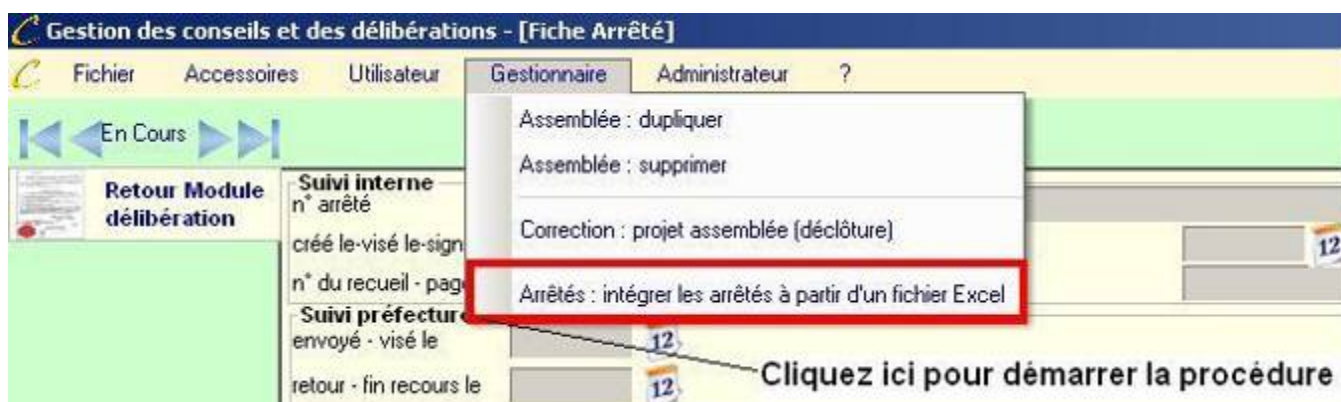 Gestion des conseils et des délibérations - [Fiche Arrêté]
Fichier Accessoires Utilisateur Gestionnaire Administrateur ?
En Cours
Assemblée : dupliquer
Assemblée : supprimer
Retour Module
délibération
Suivi interne
n° arrêté
créé le-visé le-sign
Correction : projet assemblée (déclôture)
12
n° du recueil - page
Arrêtés : intégrer les arrêtés à partir d'un fichier Excel
Suivi préfecture
envoyé - visé le
12
Cliquez ici pour démarrer la procédure
retour - fin recours le
12